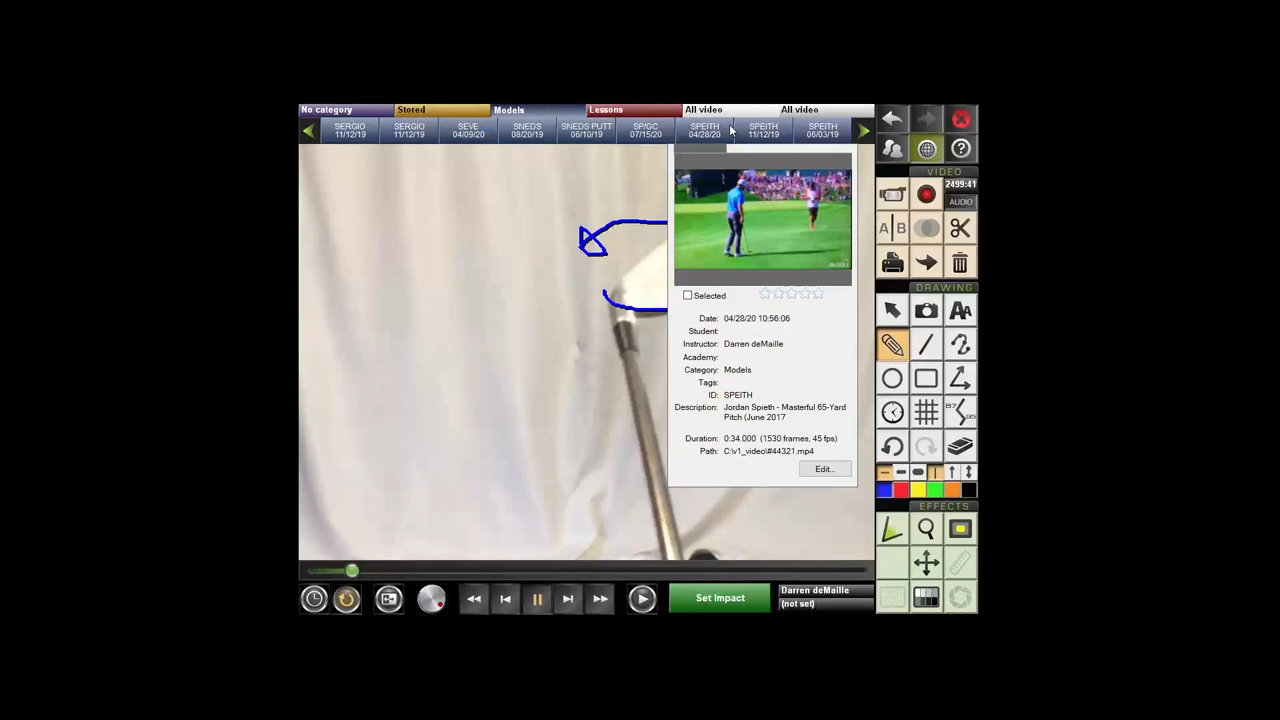 No category Stored Models Lessons All video All video
SERGIO SERGIO SEVE SNEDS SNEDS PUTT SP/GC SPEITH SPEITH SPEITH
11/12/19 11/12/19 04/09/20 08/20/19 06/10/19 07/15/20 04/28/20 11/12/19 06/03/19
VIDEO
2499:41
AUDIO
A|B
Selected
DRAWING
AA
Date: 04/28/20 10:56:06
Student:
Instructor: Darren deMaille
Academy:
Category: Models
Tags:
ID: SPEITH
Description: Jordan Spieth - Masterful 65-Yard
Pitch (June 2017
Duration: 0:34.000 (1530 frames, 45 fps)
Path: C:\v1_video\#44321.mp4
Edit...
EFFECTS
Set Impact
Darren deMaille
(not set)